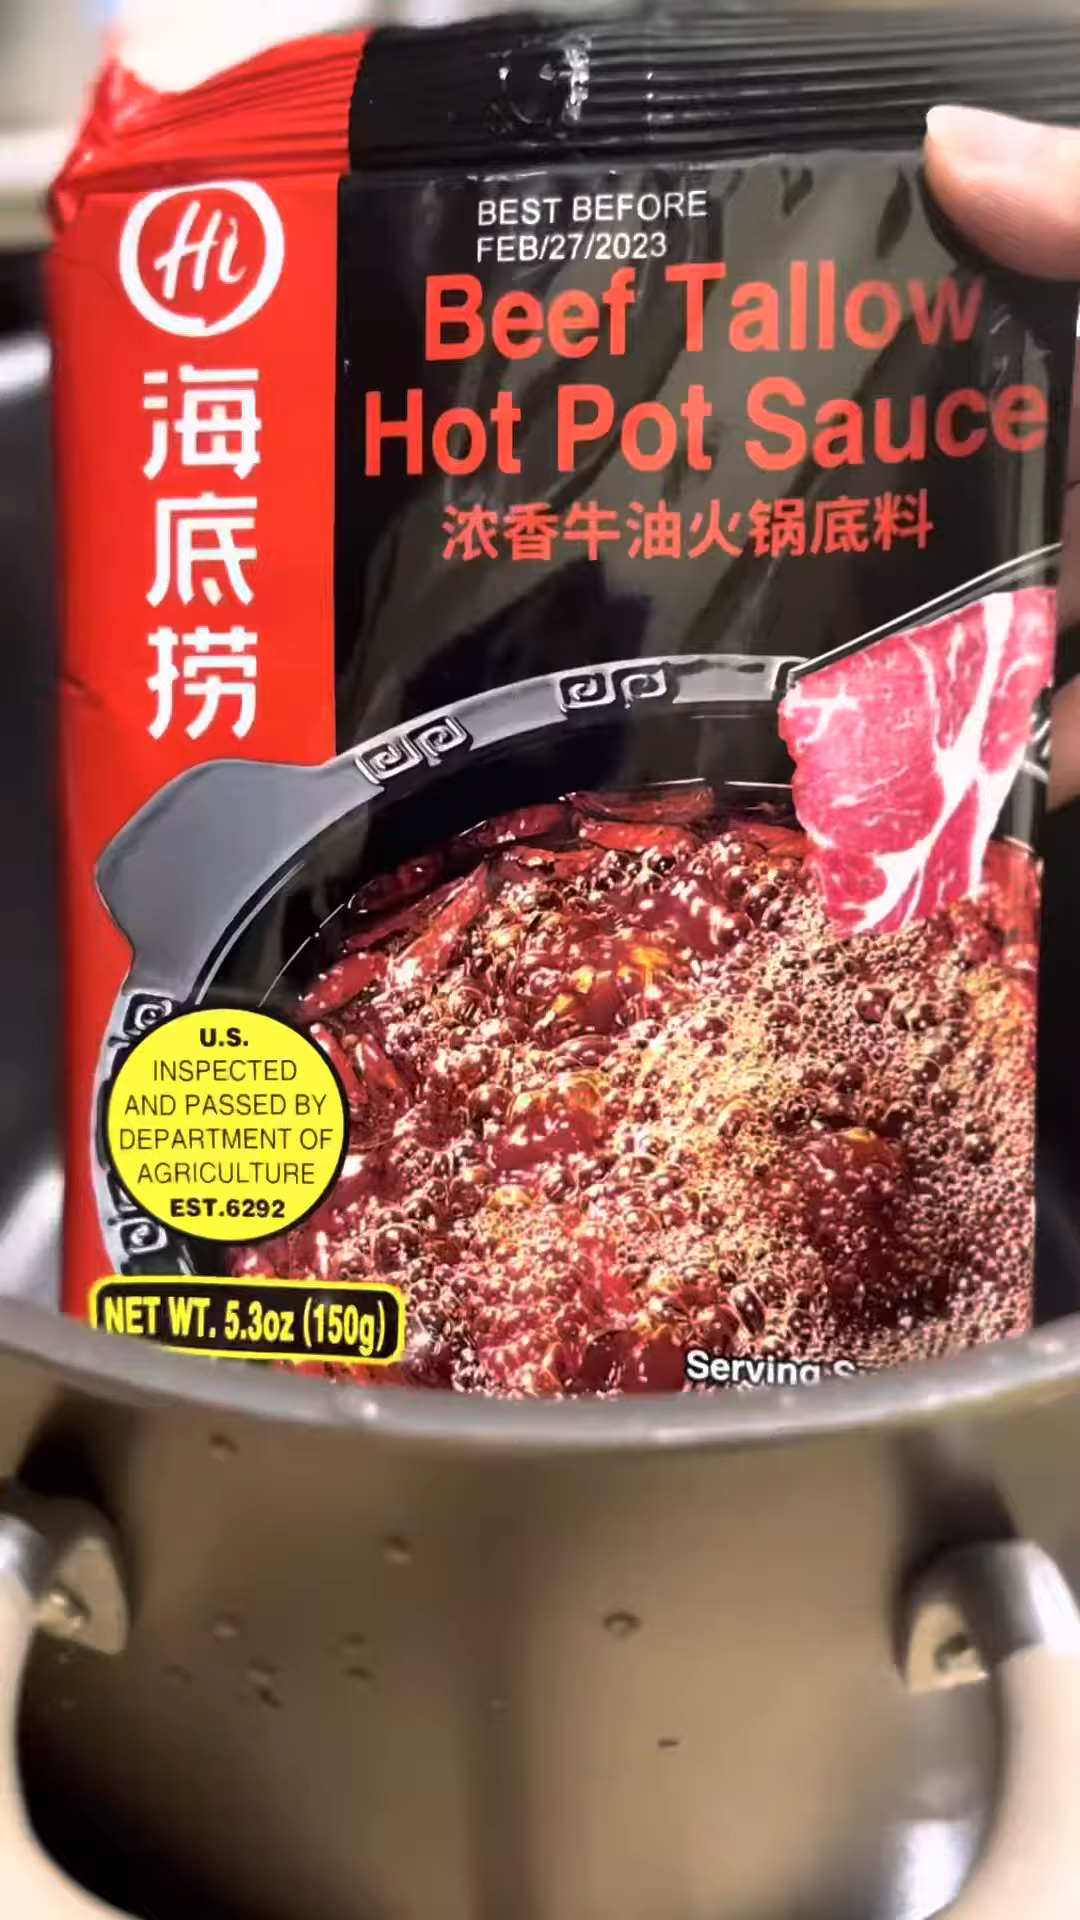 Hi
海底捞
BEST BEFORE
FEB/27/2023
Beef Tallow
Hot Pot Sauce
浓香牛油火锅底料
U.S.
INSPECTED
AND PASSED BY
DEPARTMENT OF
AGRICULTURE
EST.6292
NET WT. 5.3oz (150g)
Serving